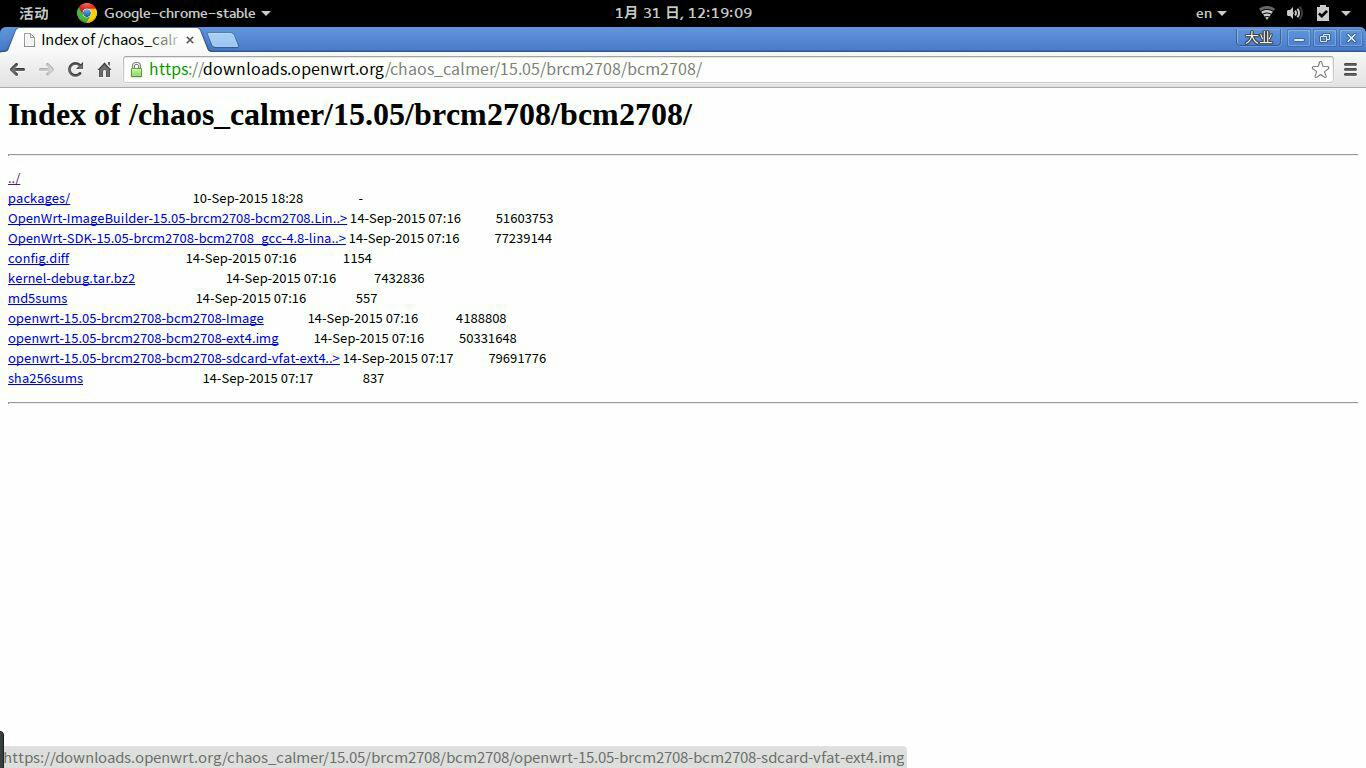 活动 Google-chrome-stable 1月 31 日, 12:19:09 en
Index of /chaos_calr 大业
https://downloads.openwrt.org/chaos_calmer/15.05/brcm2708/bcm2708/
Index of /chaos_calmer/15.05/brcm2708/bcm2708/
../
packages/ 10-Sep-2015 18:28 -
OpenWrt-ImageBuilder-15.05-brcm2708-bcm2708.Lin..> 14-Sep-2015 07:16 51603753
OpenWrt-SDK-15.05-brcm2708-bcm2708_gcc-4.8-lina..> 14-Sep-2015 07:16 77239144
config.diff 14-Sep-2015 07:16 1154
kernel-debug.tar.bz2 14-Sep-2015 07:16 7432836
md5sums 14-Sep-2015 07:16 557
openwrt-15.05-brcm2708-bcm2708-Image 14-Sep-2015 07:16 4188808
openwrt-15.05-brcm2708-bcm2708-ext4.img 14-Sep-2015 07:16 50331648
openwrt-15.05-brcm2708-bcm2708-sdcard-vfat-ext4..> 14-Sep-2015 07:17 79691776
sha256sums 14-Sep-2015 07:17 837
https://downloads.openwrt.org/chaos_calmer/15.05/brcm2708/bcm2708/openwrt-15.05-brcm2708-bcm2708-sdcard-vfat-ext4.img